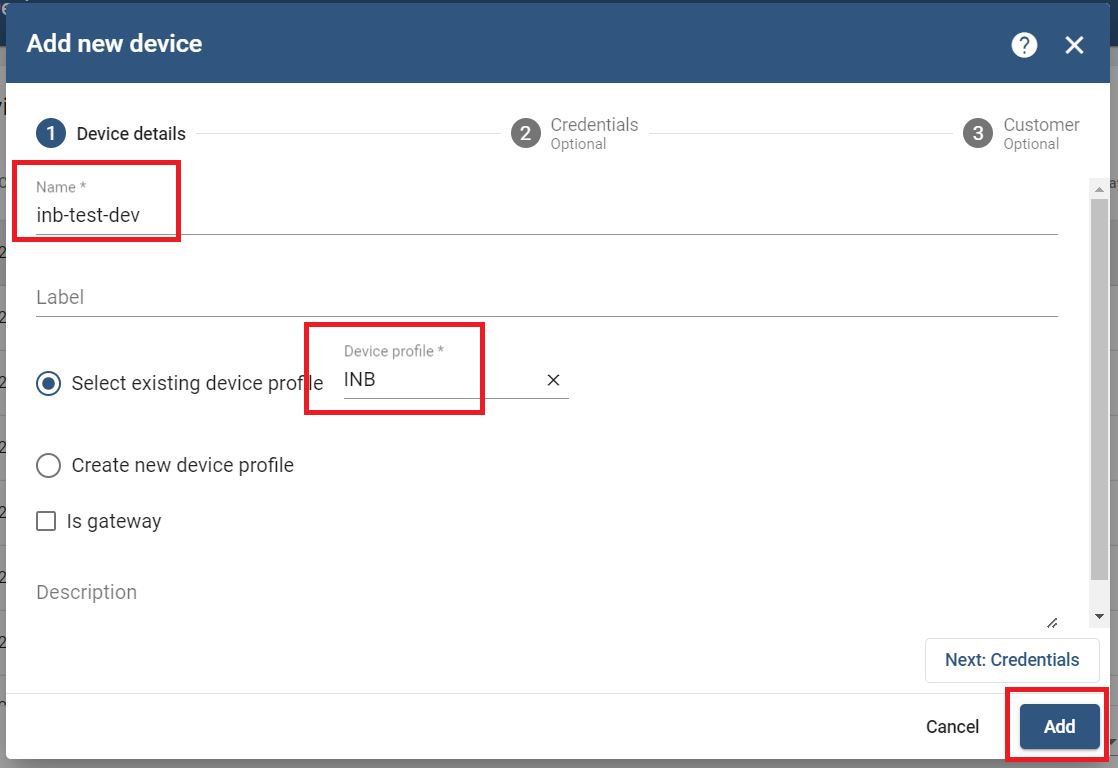 Add new device
?
1 Device details
2 Credentials
Optional
3 Customer
Optional
Name *
inb-test-dev
Label
Device profile *
Select existing device profile INB
Create new device profile
Is gateway
Description
Next: Credentials
Cancel Add